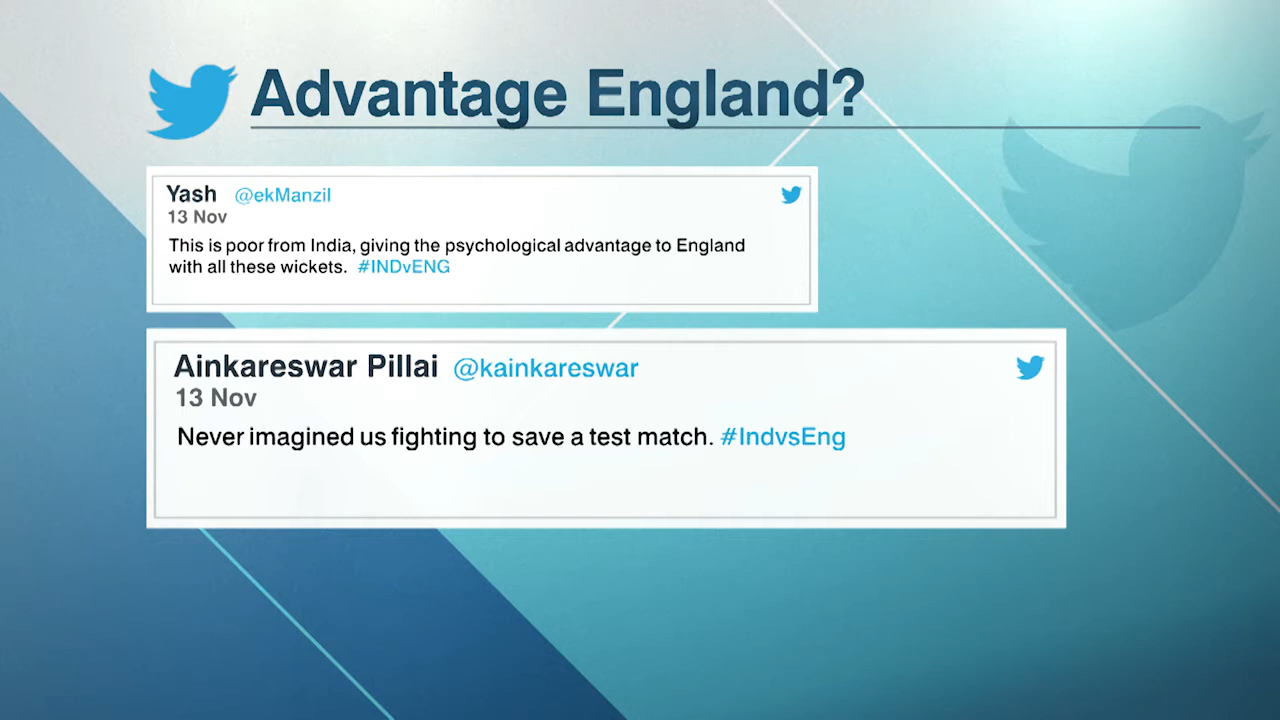 Advantage England?
Yash @ekManzil
13 Nov
This is poor from India, giving the psychological advantage to England
with all these wickets. #INDvENG
Ainkareswar Pillai @kainkareswar
13 Nov
Never imagined us fighting to save a test match. #IndvsEng